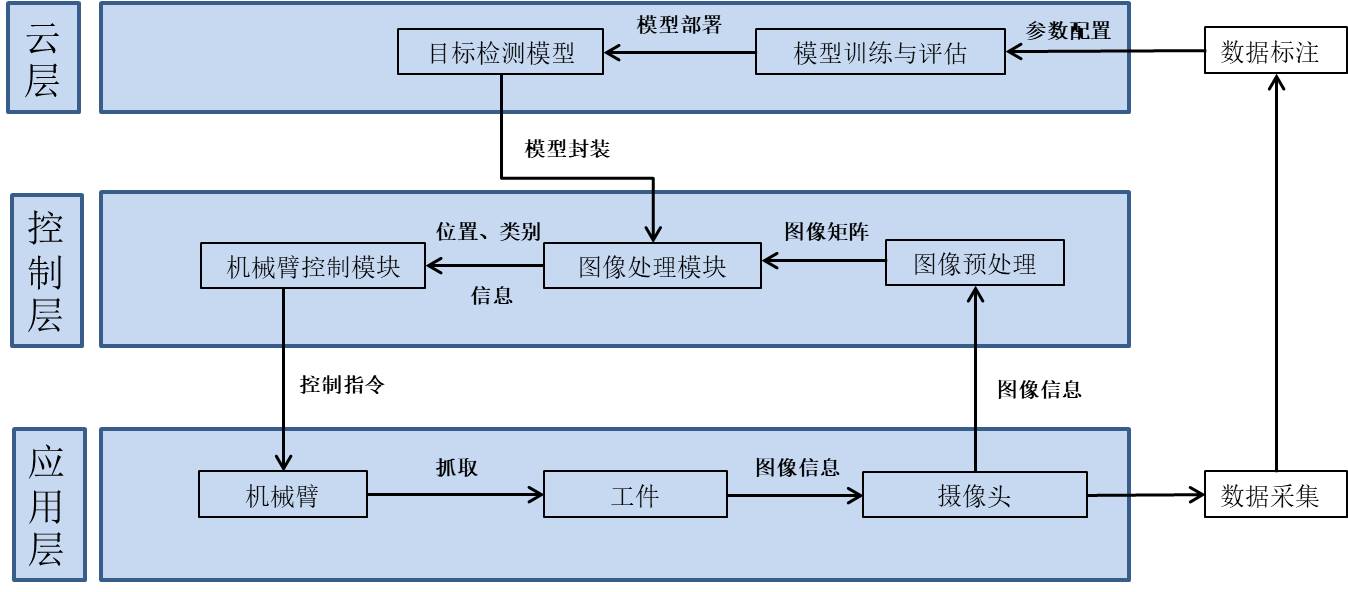 云层
模型部署
参数配置
目标检测模型
模型训练与评估
数据标注
模型封装
控制层
位置、类别
图像矩阵
机械臂控制模块
图像处理模块
图像预处理
信息
控制指令
图像信息
应用层
抓取
图像信息
机械臂
工件
摄像头
数据采集